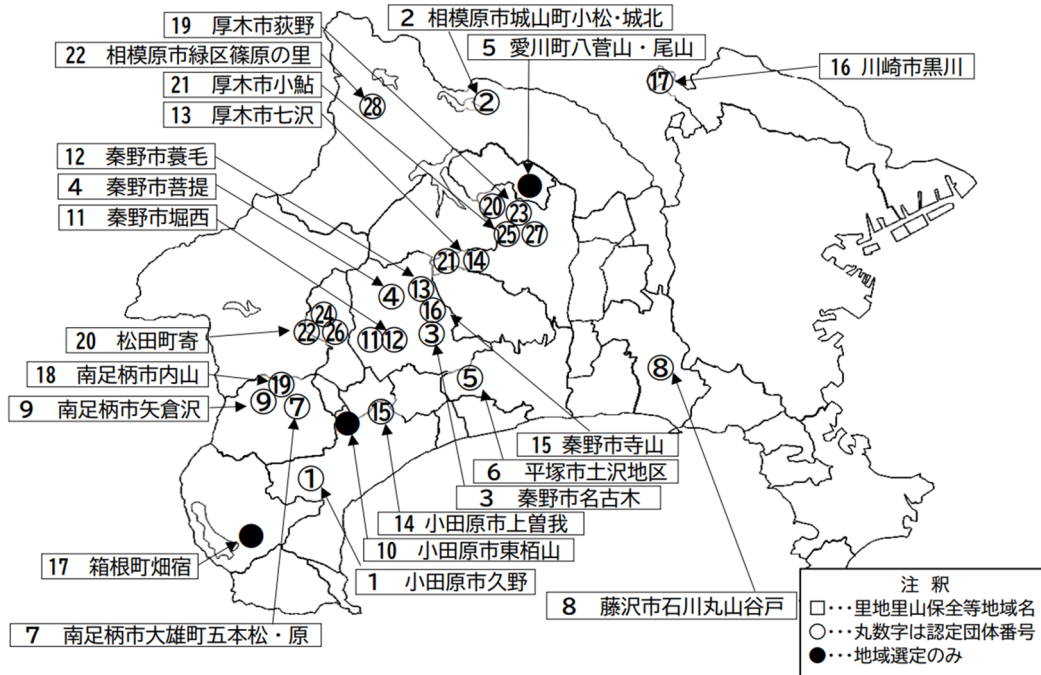 19 厚木市荻野
2 相模原市城山町小松・城北
22 相模原市緑区篠原の里
5 愛川町八菅山・尾山
21 厚木市小鮎
16 川崎市黒川
13 厚木市七沢
12 秦野市蓑毛
4 秦野市菩提
11 秦野市堀西
20 松田町寄
18 南足柄市内山
9 南足柄市矢倉沢
17
28
2
20
23
25
27
21
14
13
4
16
24
22
26
11
12
3
8
19
5
9
7
15
1
15 秦野市寺山
6 平塚市土沢地区
3 秦野市名古木
14 小田原市上曽我
10 小田原市東栢山
17 箱根町畑宿
1 小田原市久野
8 藤沢市石川丸山谷戸
7 南足柄市大雄町五本松・原
注 釈
□･･･里地里山保全等地域名
○･･･丸数字は認定団体番号
●･･･地域選定のみ